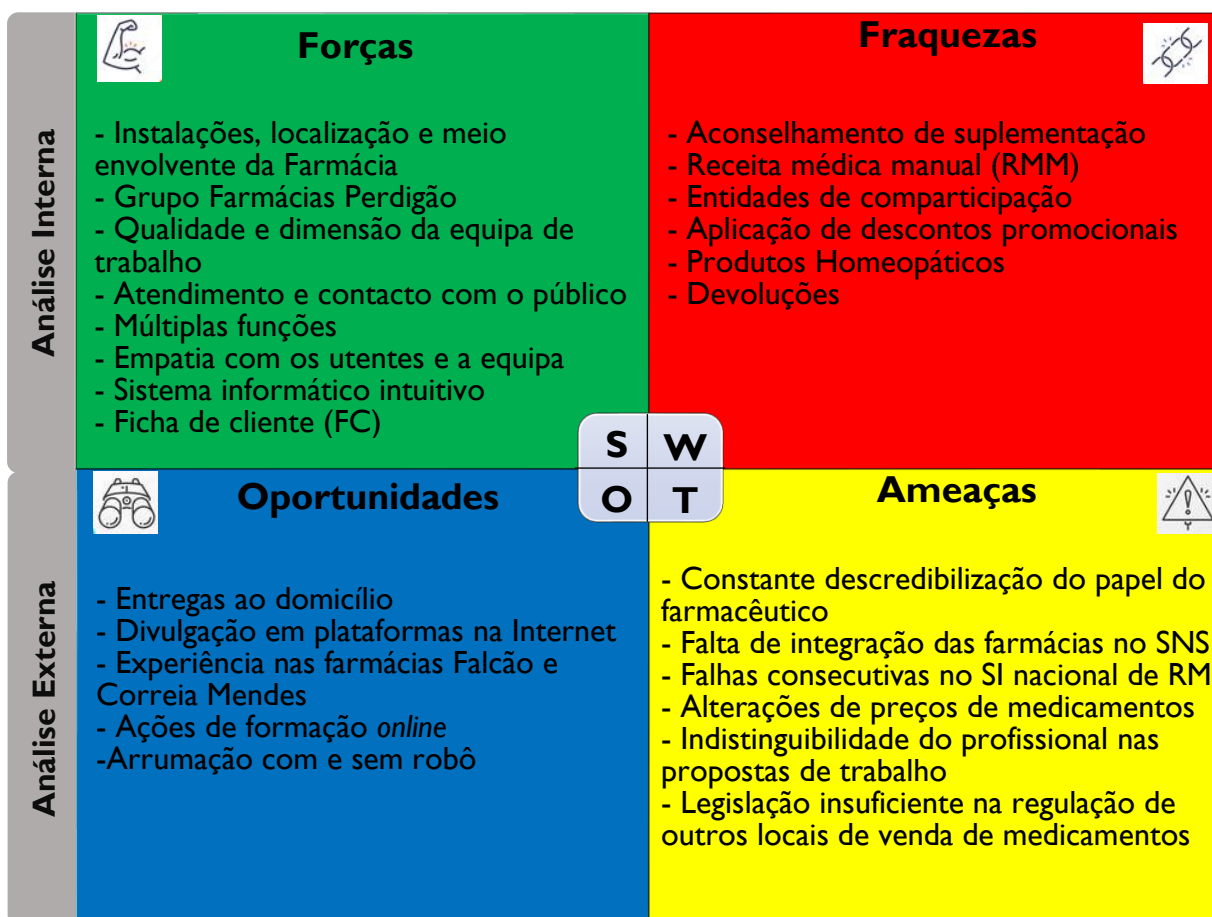 Análise Interna
Forças
- Instalações, localização e meio
envolvente da Farmácia
- Grupo Farmácias Perdigão
- Qualidade e dimensão da equipa de
trabalho
- Atendimento e contacto com o público
- Múltiplas funções
- Empatia com os utentes e a equipa
- Sistema informático intuitivo
- Ficha de cliente (FC)
Fraquezas
- Aconselhamento de suplementação
- Receita médica manual (RMM)
- Entidades de comparticipação
- Aplicação de descontos promocionais
- Produtos Homeopáticos
- Devoluções
S W
O T
Análise Externa
Oportunidades
- Entregas ao domicílio
- Divulgação em plataformas na Internet
- Experiência nas farmácias Falcão e
Correia Mendes
- Ações de formação online
-Arrumação com e sem robô
Ameaças
- Constante descredibilização do papel do
farmacêutico
- Falta de integração das farmácias no SNS
- Falhas consecutivas no SI nacional de RM
- Alterações de preços de medicamentos
- Indistinguibilidade do profissional nas
propostas de trabalho
- Legislação insuficiente na regulação de
outros locais de venda de medicamentos